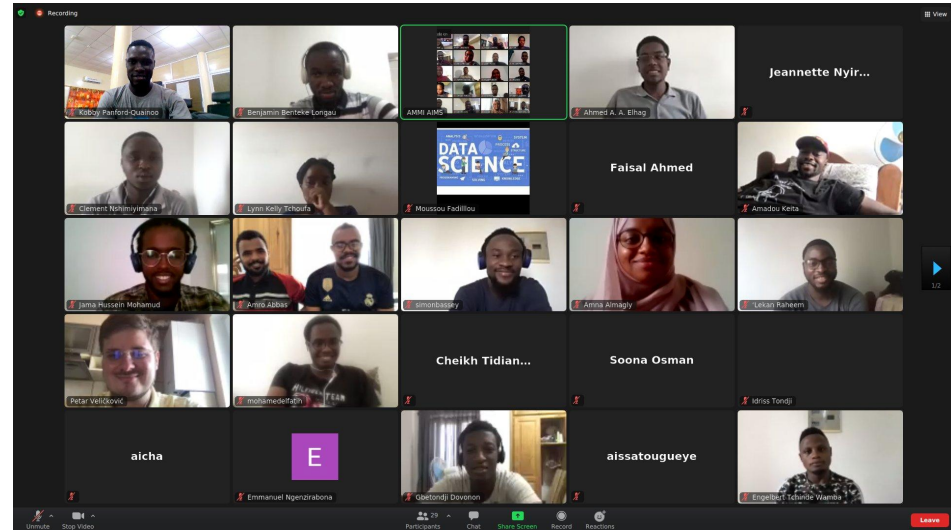 Recording
View
Kobby Panford-Quainoo
Benjamin Benteke Longau
AMMI AIMS
Ahmed A. A. Elhag
Jeannette Nyir...
Clement Nshimiyimana
Lynn Kelly Tchoufa
DATA
SCIENCE
Moussou Fadilllou
Faisal Ahmed
Amadou Keita
Jama Hussein Mohamud
Amro Abbas
simonbassey
Amna Almagly
'Lekan Raheem
1/2
Petar Veličković
mohamedelfatih
Cheikh Tidian...
Soona Osman
Idriss Tondji
aicha
E
Emmanuel Ngenzirabona
Gbetondji Dovonon
aissatougueye
Engelbert Tchinde Wamba
Unmute
Stop Video
29
Participants
Chat
Share Screen
Record
Reactions
Leave